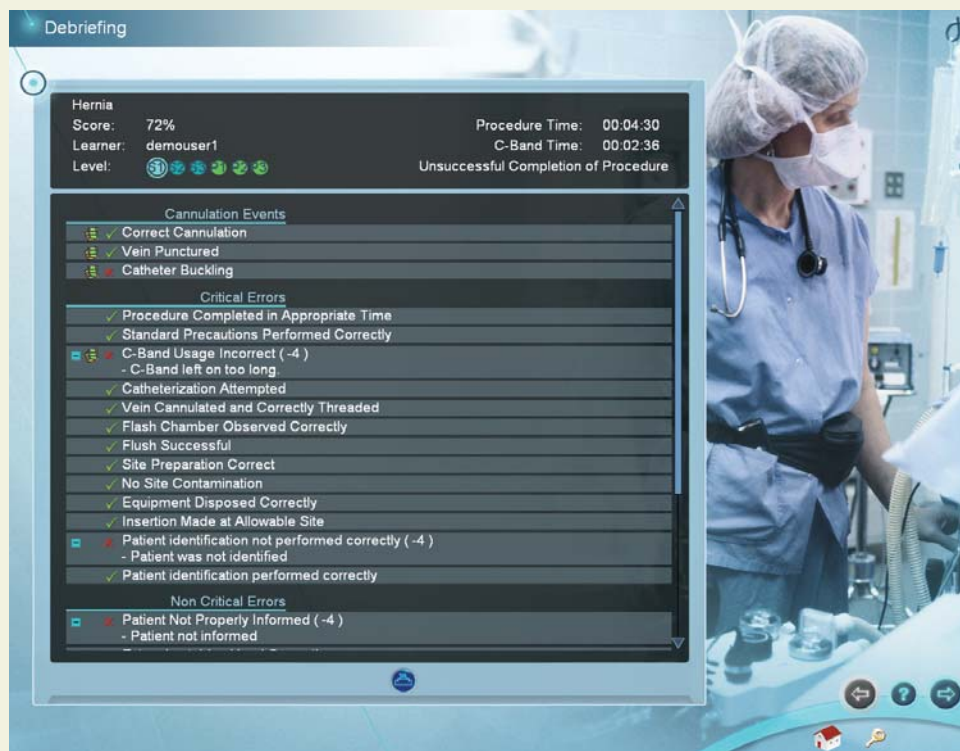 Debriefing
Hernia
Score: 72%
Procedure Time: 00:04:30
Learner: demouser1
C-Band Time: 00:02:36
Level:
Unsuccessful Completion of Procedure
Cannulation Events
Correct Cannulation
Vein Punctured
Catheter Buckling
Critical Errors
Procedure Completed in Appropriate Time
Standard Precautions Performed Correctly
C-Band Usage Incorrect ( -4 )
- C-Band left on too long.
Catheterization Attempted
Vein Cannulated and Correctly Threaded
Flash Chamber Observed Correctly
Flush Successful
Site Preparation Correct
No Site Contamination
Equipment Disposed Correctly
Insertion Made at Allowable Site
Patient identification not performed correctly ( -4 )
- Patient was not identified
Patient identification performed correctly
Non Critical Errors
Patient Not Properly Informed ( -4 )
- Patient not informed
?